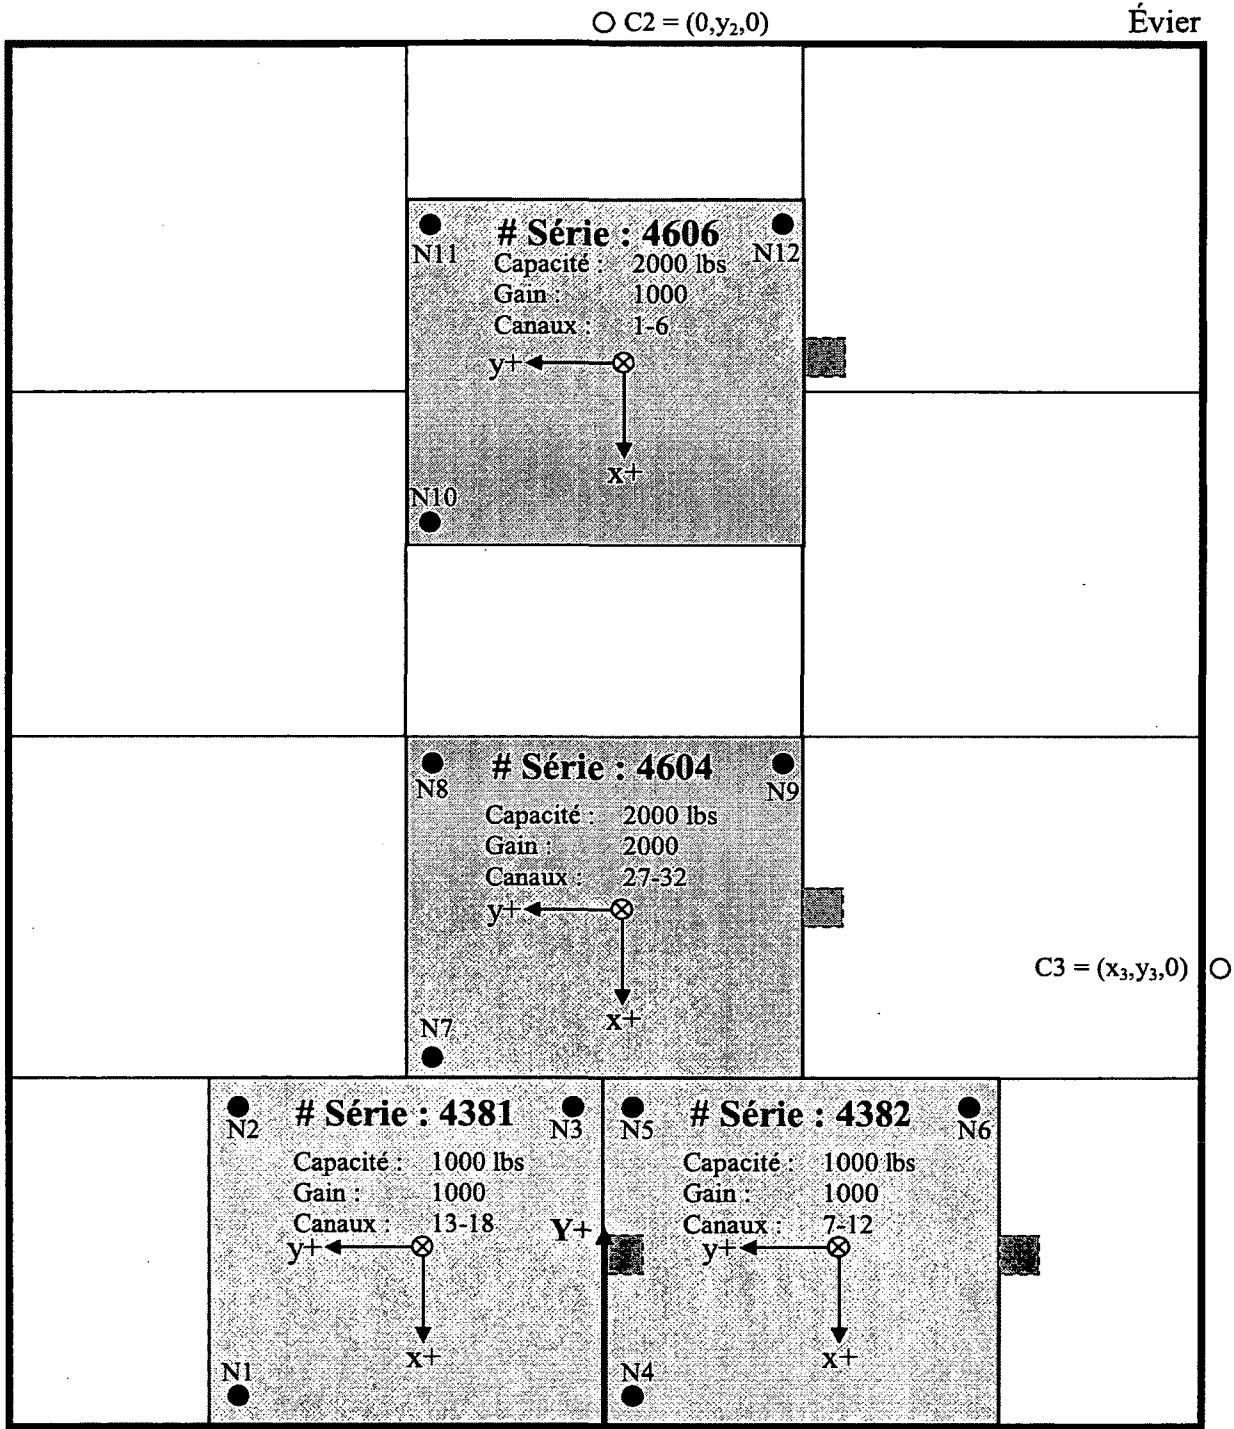 C2 = (0,y₂,0)
Évier
# Série : 4606
N11
N12
Capacité : 2000 lbs
Gain : 1000
Canaux : 1-6
y+
x+
N10
# Série : 4604
N8
N9
Capacité : 2000 lbs
Gain : 2000
Canaux : 27-32
y+
C3 = (x₃,y₃,0)
x+
N7
# Série : 4381
N2
N3
Capacité : 1000 lbs
Gain : 1000
Canaux : 13-18
y+
x+
N1
Y+
# Série : 4382
N5
N6
Capacité : 1000 lbs
Gain : 1000
Canaux : 7-12
y+
x+
N4